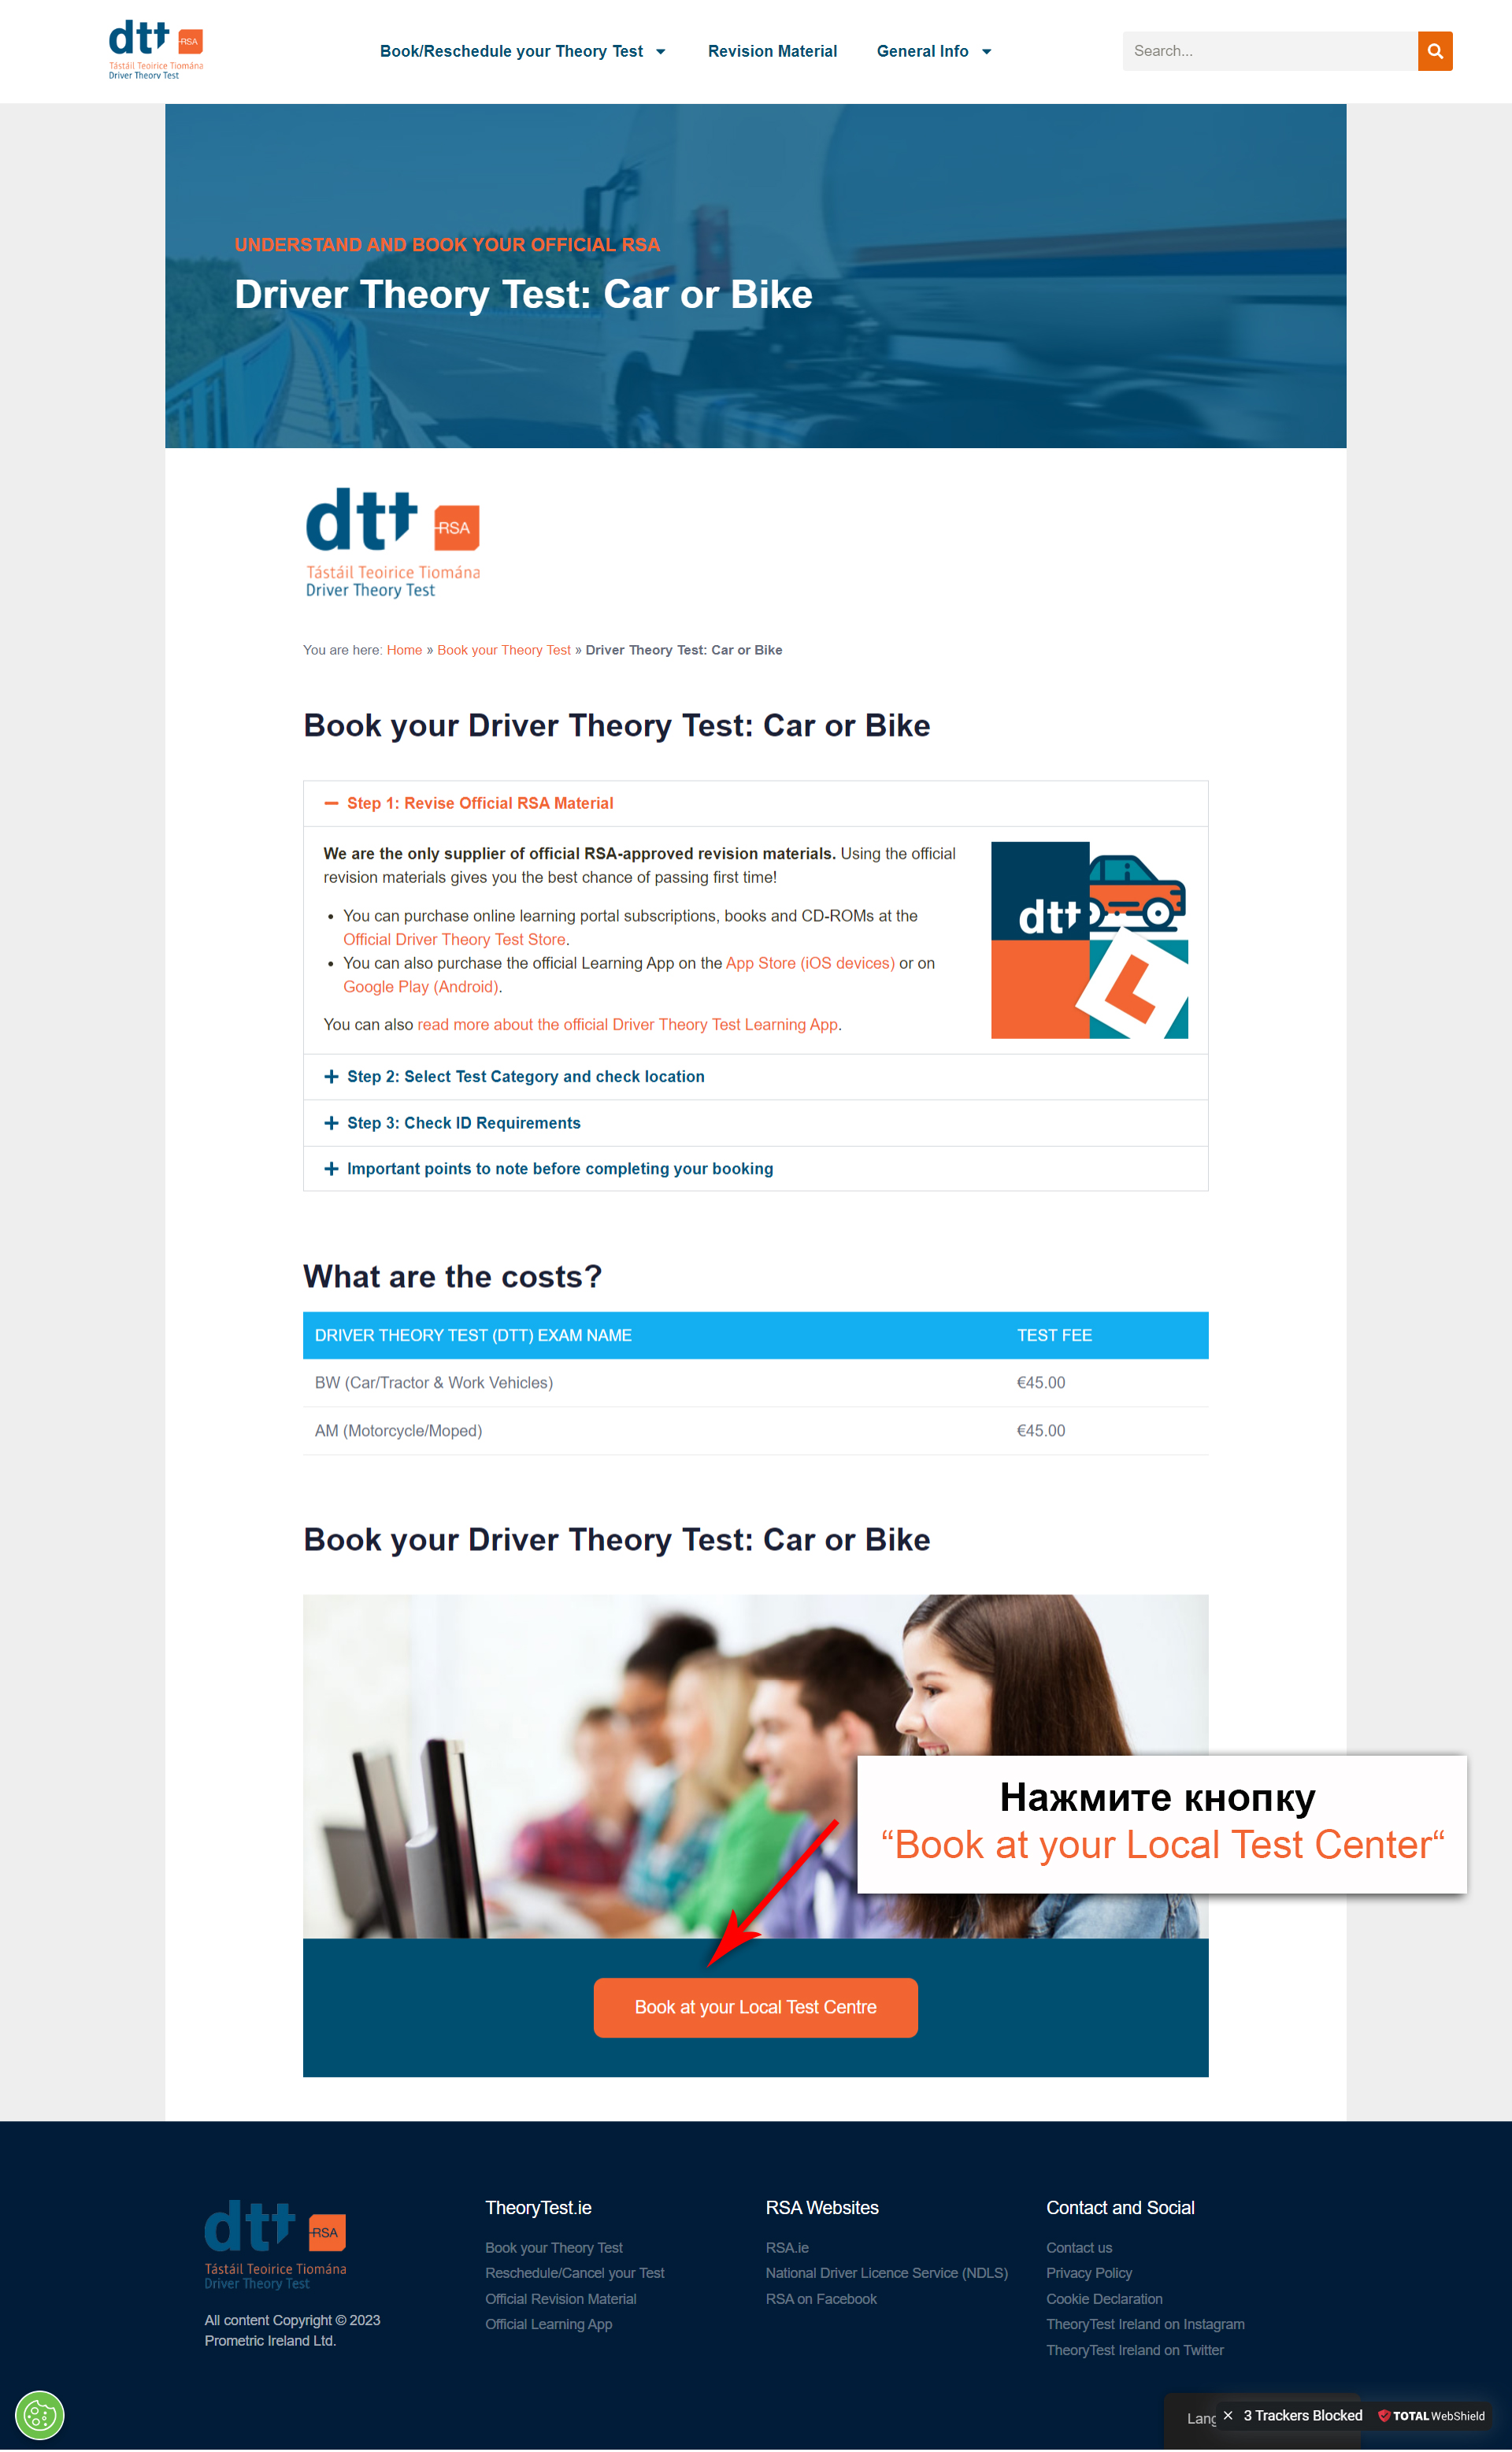 dtt RSA
Tástáil Teoirice Tiomána
Driver Theory Test
Book/Reschedule your Theory Test
Revision Material
General Info
Search...
UNDERSTAND AND BOOK YOUR OFFICIAL RSA
Driver Theory Test: Car or Bike
dtt RSA
Tástáil Teoirice Tiomána
Driver Theory Test
You are here: Home » Book your Theory Test » Driver Theory Test: Car or Bike
Book your Driver Theory Test: Car or Bike
Step 1: Revise Official RSA Material
We are the only supplier of official RSA-approved revision materials. Using the official
revision materials gives you the best chance of passing first time!
• You can purchase online learning portal subscriptions, books and CD-ROMs at the
Official Driver Theory Test Store.
• You can also purchase the official Learning App on the App Store (iOS devices) or on
Google Play (Android).
You can also read more about the official Driver Theory Test Learning App.
dtt
L
Step 2: Select Test Category and check location
Step 3: Check ID Requirements
Important points to note before completing your booking
What are the costs?
DRIVER THEORY TEST (DTT) EXAM NAME TEST FEE
BW (Car/Tractor & Work Vehicles) €45.00
AM (Motorcycle/Moped) €45.00
Book your Driver Theory Test: Car or Bike
Нажмите кнопку
“Book at your Local Test Center“
Book at your Local Test Centre
dtt RSA
Tástáil Teoirice Tiomána
Driver Theory Test
All content Copyright © 2023
Prometric Ireland Ltd.
TheoryTest.ie
Book your Theory Test
Reschedule/Cancel your Test
Official Revision Material
Official Learning App
RSA Websites
RSA.ie
National Driver Licence Service (NDLS)
RSA on Facebook
Contact and Social
Contact us
Privacy Policy
Cookie Declaration
TheoryTest Ireland on Instagram
TheoryTest Ireland on Twitter
Lang
× 3 Trackers Blocked TOTAL WebShield